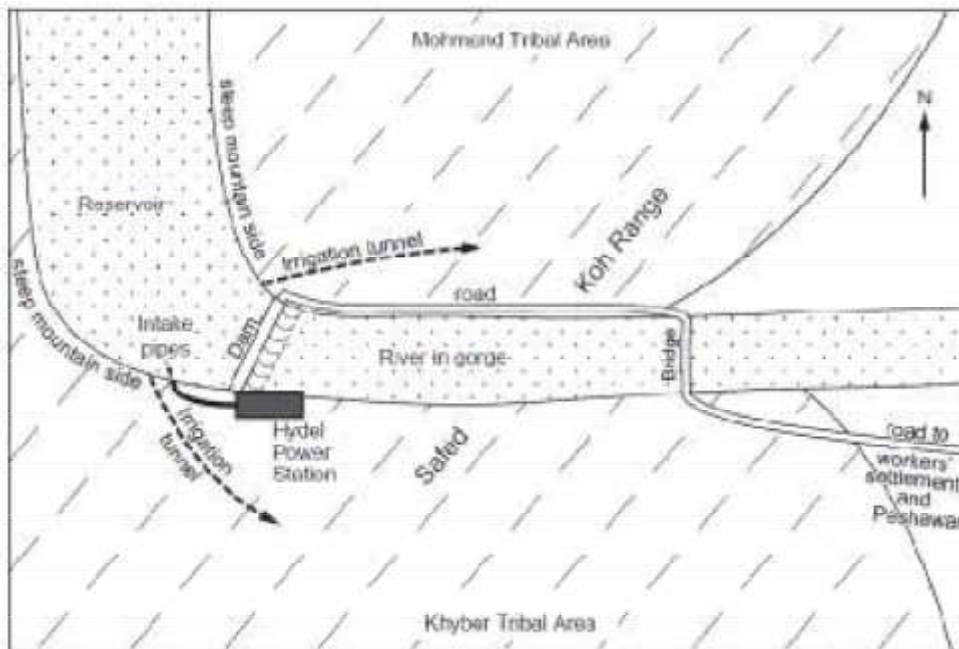 Mohmand Tribal Area
N
steep mountain side
Reservoir
Irrigation tunnel
Koh Range
road
steep mountain side
Intake
pipes
Dam
River in gorge
Bridge
Irrigation
tunnel
Hydel
Power
Station
Safed
road to
workers'
settlement
and
Peshawar
Khyber Tribal Area